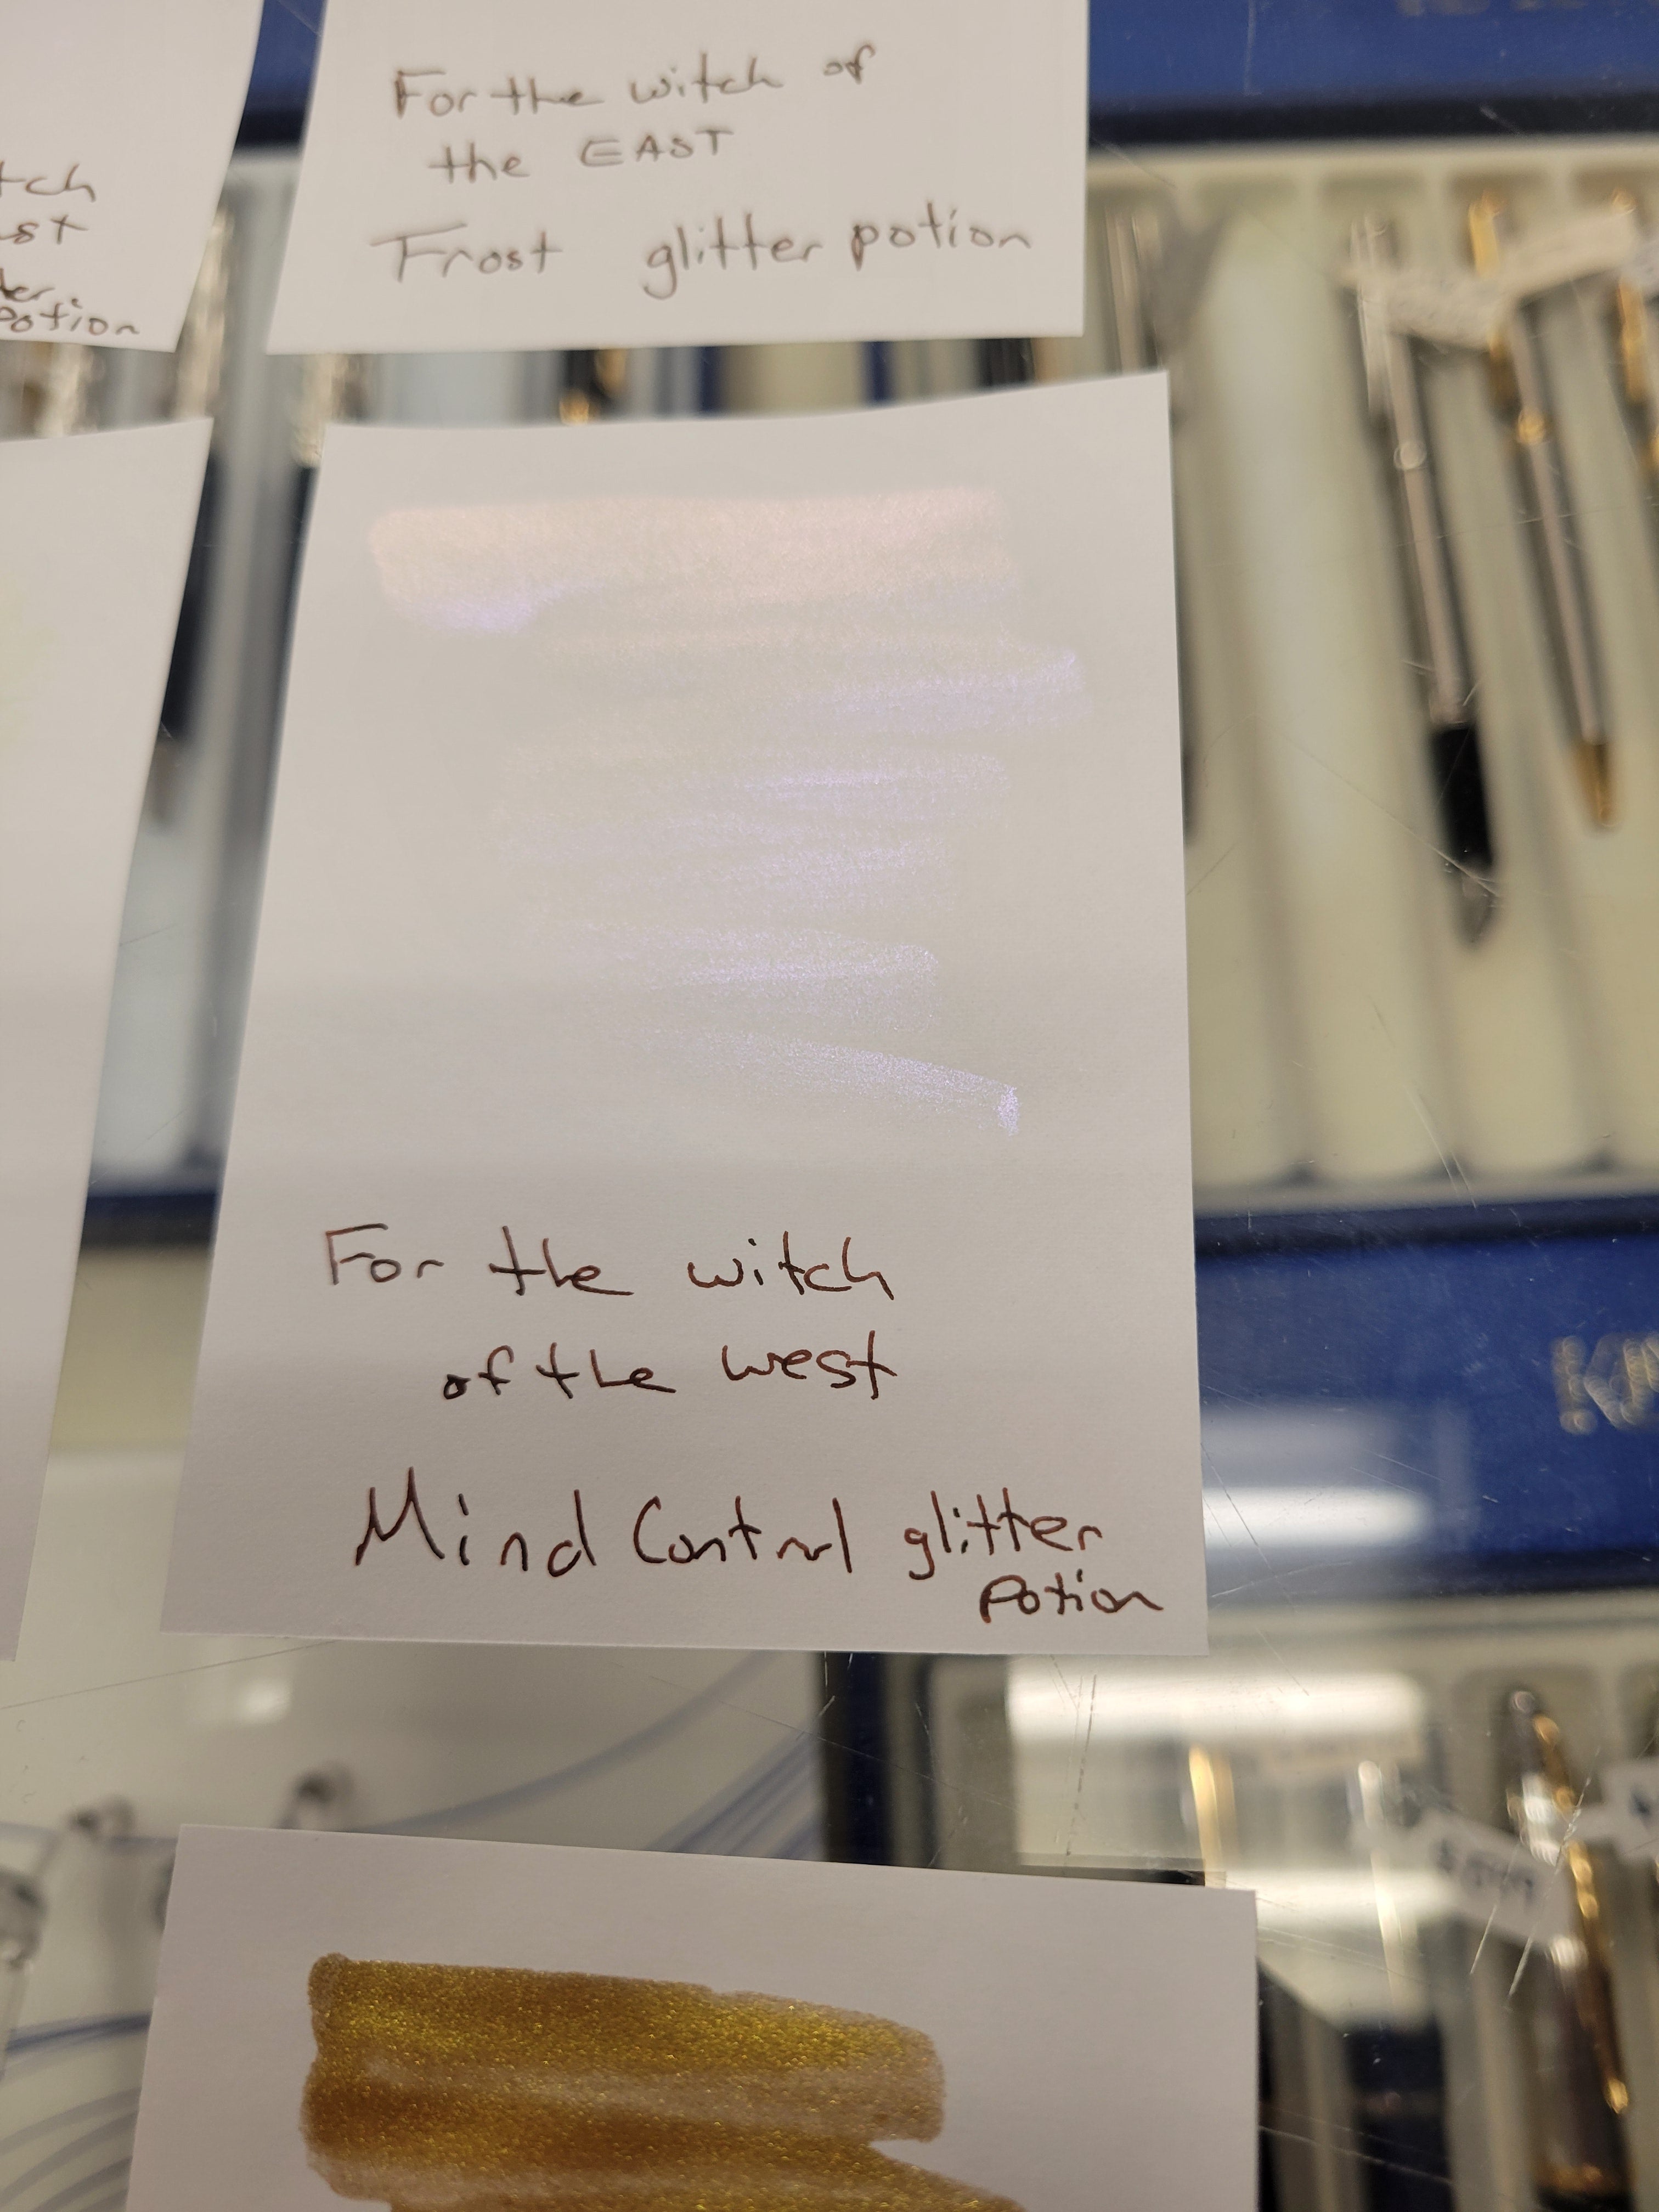 For the witch of
the EAST
Frost glitter potion
Potion
For the witch
of the west
Mind Control glitter
Potion